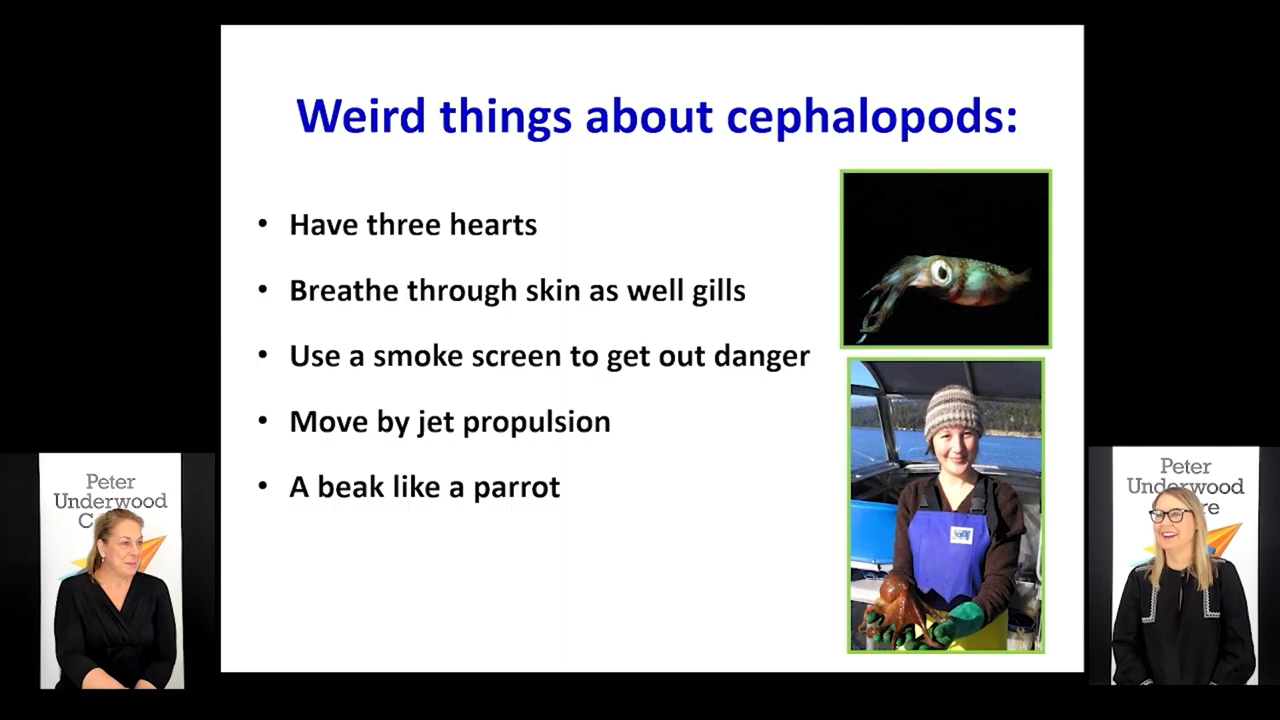 Weird things about cephalopods:
• Have three hearts
• Breathe through skin as well gills
• Use a smoke screen to get out danger
• Move by jet propulsion
• A beak like a parrot
Peter
Underwood
C
Peter
Underwood
re